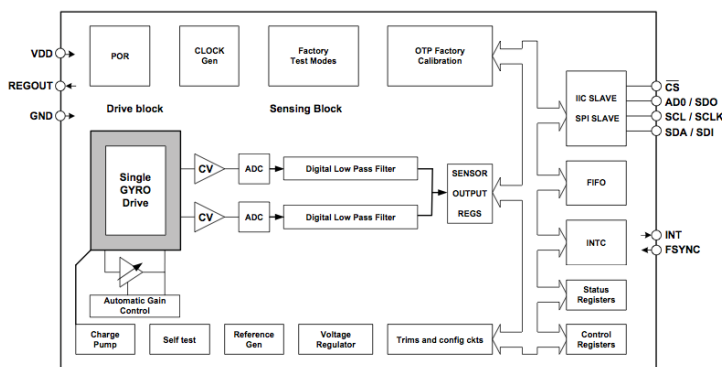 VDD
REGOUT
GND
POR
CLOCK
Gen
Factory
Test Modes
OTP Factory
Calibration
Drive block
Sensing Block
IIC SLAVE
SPI SLAVE
CS
AD0 / SDO
SCL / SCLK
SDA / SDI
Single
GYRO
Drive
CV
ADC
Digital Low Pass Filter
CV
ADC
Digital Low Pass Filter
SENSOR
OUTPUT
REGS
FIFO
INTC
INT
FSYNC
Automatic Gain
Control
Status
Registers
Charge
Pump
Self test
Reference
Gen
Voltage
Regulator
Trims and config ckts
Control
Registers